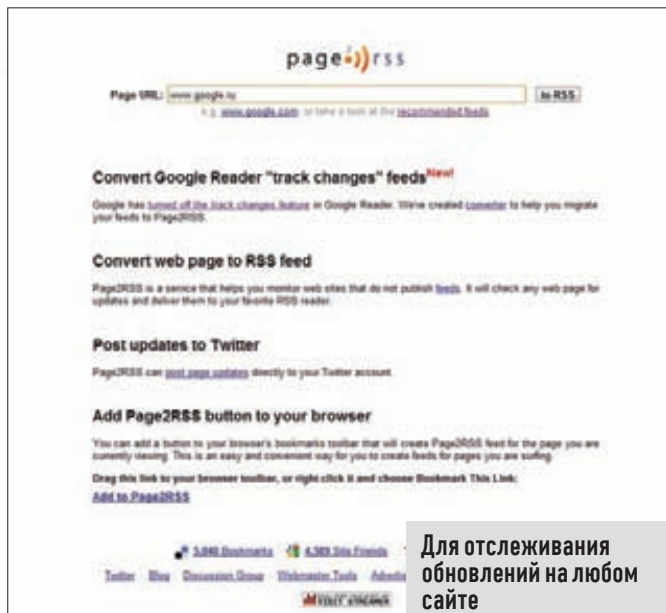 page2rss
Page URL: www.google.ru to RSS
e.g. www.google.com or take a look at the recommended feeds
Convert Google Reader "track changes" feeds New!
Google has turned off the track changes feature in Google Reader. We've created converter to help you migrate
your feeds to Page2RSS.
Convert web page to RSS feed
Page2RSS is a service that helps you monitor web sites that do not publish feeds. It will check any web page for
updates and deliver them to your favorite RSS reader.
Post updates to Twitter
Page2RSS can post page updates directly to your Twitter account.
Add Page2RSS button to your browser
You can add a button to your browser's bookmarks toolbar that will create Page2RSS feed for the page you are
currently viewing. This is an easy and convenient way for you to create feeds for pages you are surfing.
Drag this link to your browser toolbar, or right click it and choose Bookmark This Link:
Add to Page2RSS
Bookmarks Site Friends
Twitter Blog Discussion Group Webmaster Tools
Для отслеживания
обновлений на любом
сайте